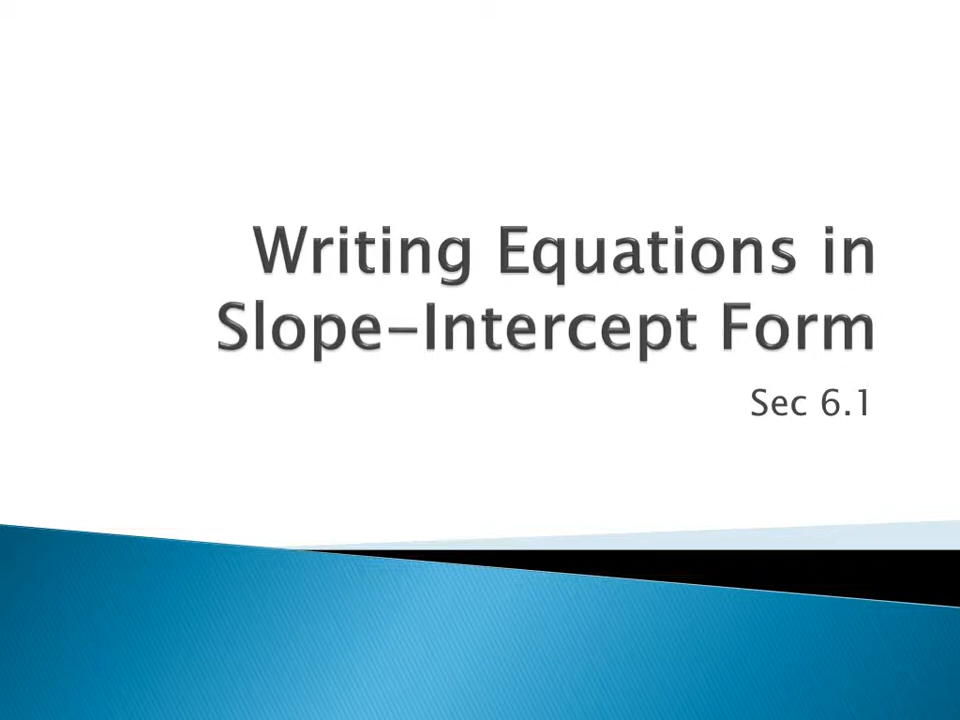 Writing Equations in
Slope-Intercept Form
Sec 6.1